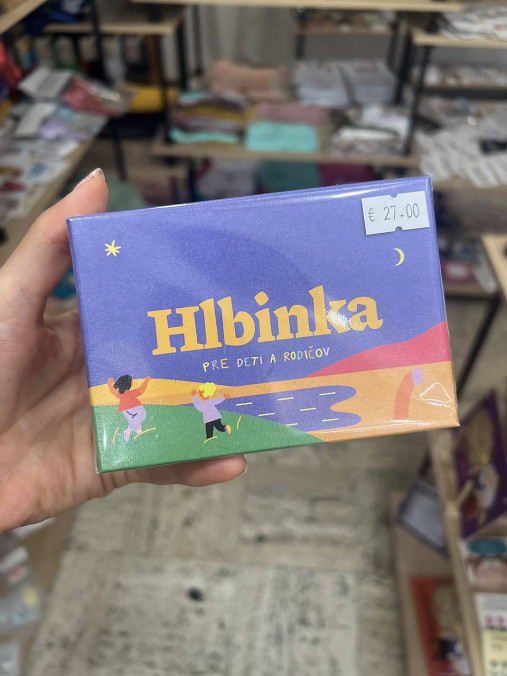 € 27.00
Hlbinka
PRE DETI A RODIČOV